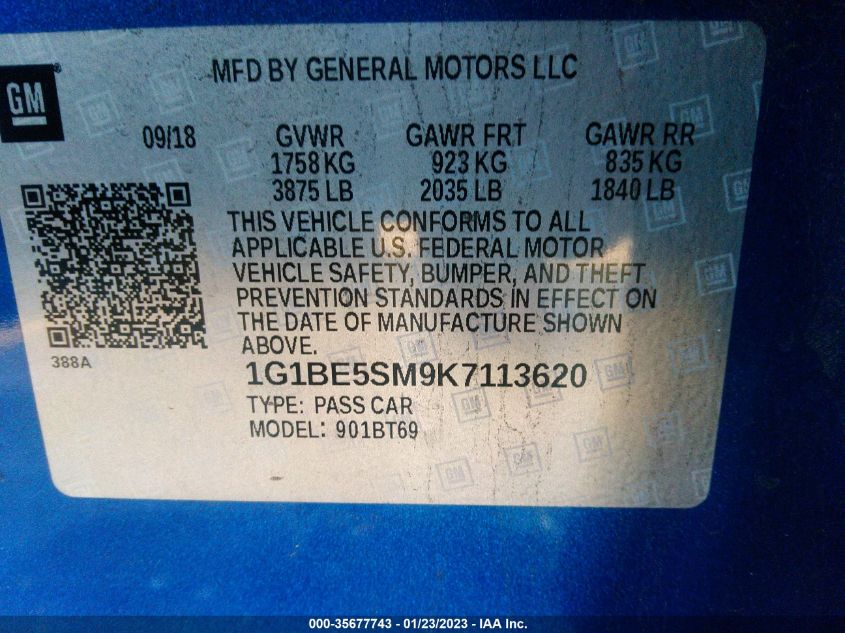 MFD BY GENERAL MOTORS LLC
GM
09/18 GVWR GAWR FRT GAWR RR
1758 KG 923 KG 835 KG
3875 LB 2035 LB 1840 LB
THIS VEHICLE CONFORMS TO ALL
APPLICABLE U.S. FEDERAL MOTOR
VEHICLE SAFETY, BUMPER, AND THEFT
PREVENTION STANDARDS IN EFFECT ON
THE DATE OF MANUFACTURE SHOWN
ABOVE.
388A
1G1BE5SM9K7113620
TYPE: PASS CAR
MODEL: 901BT69
000-35677743 - 01/23/2023 - IAA Inc.